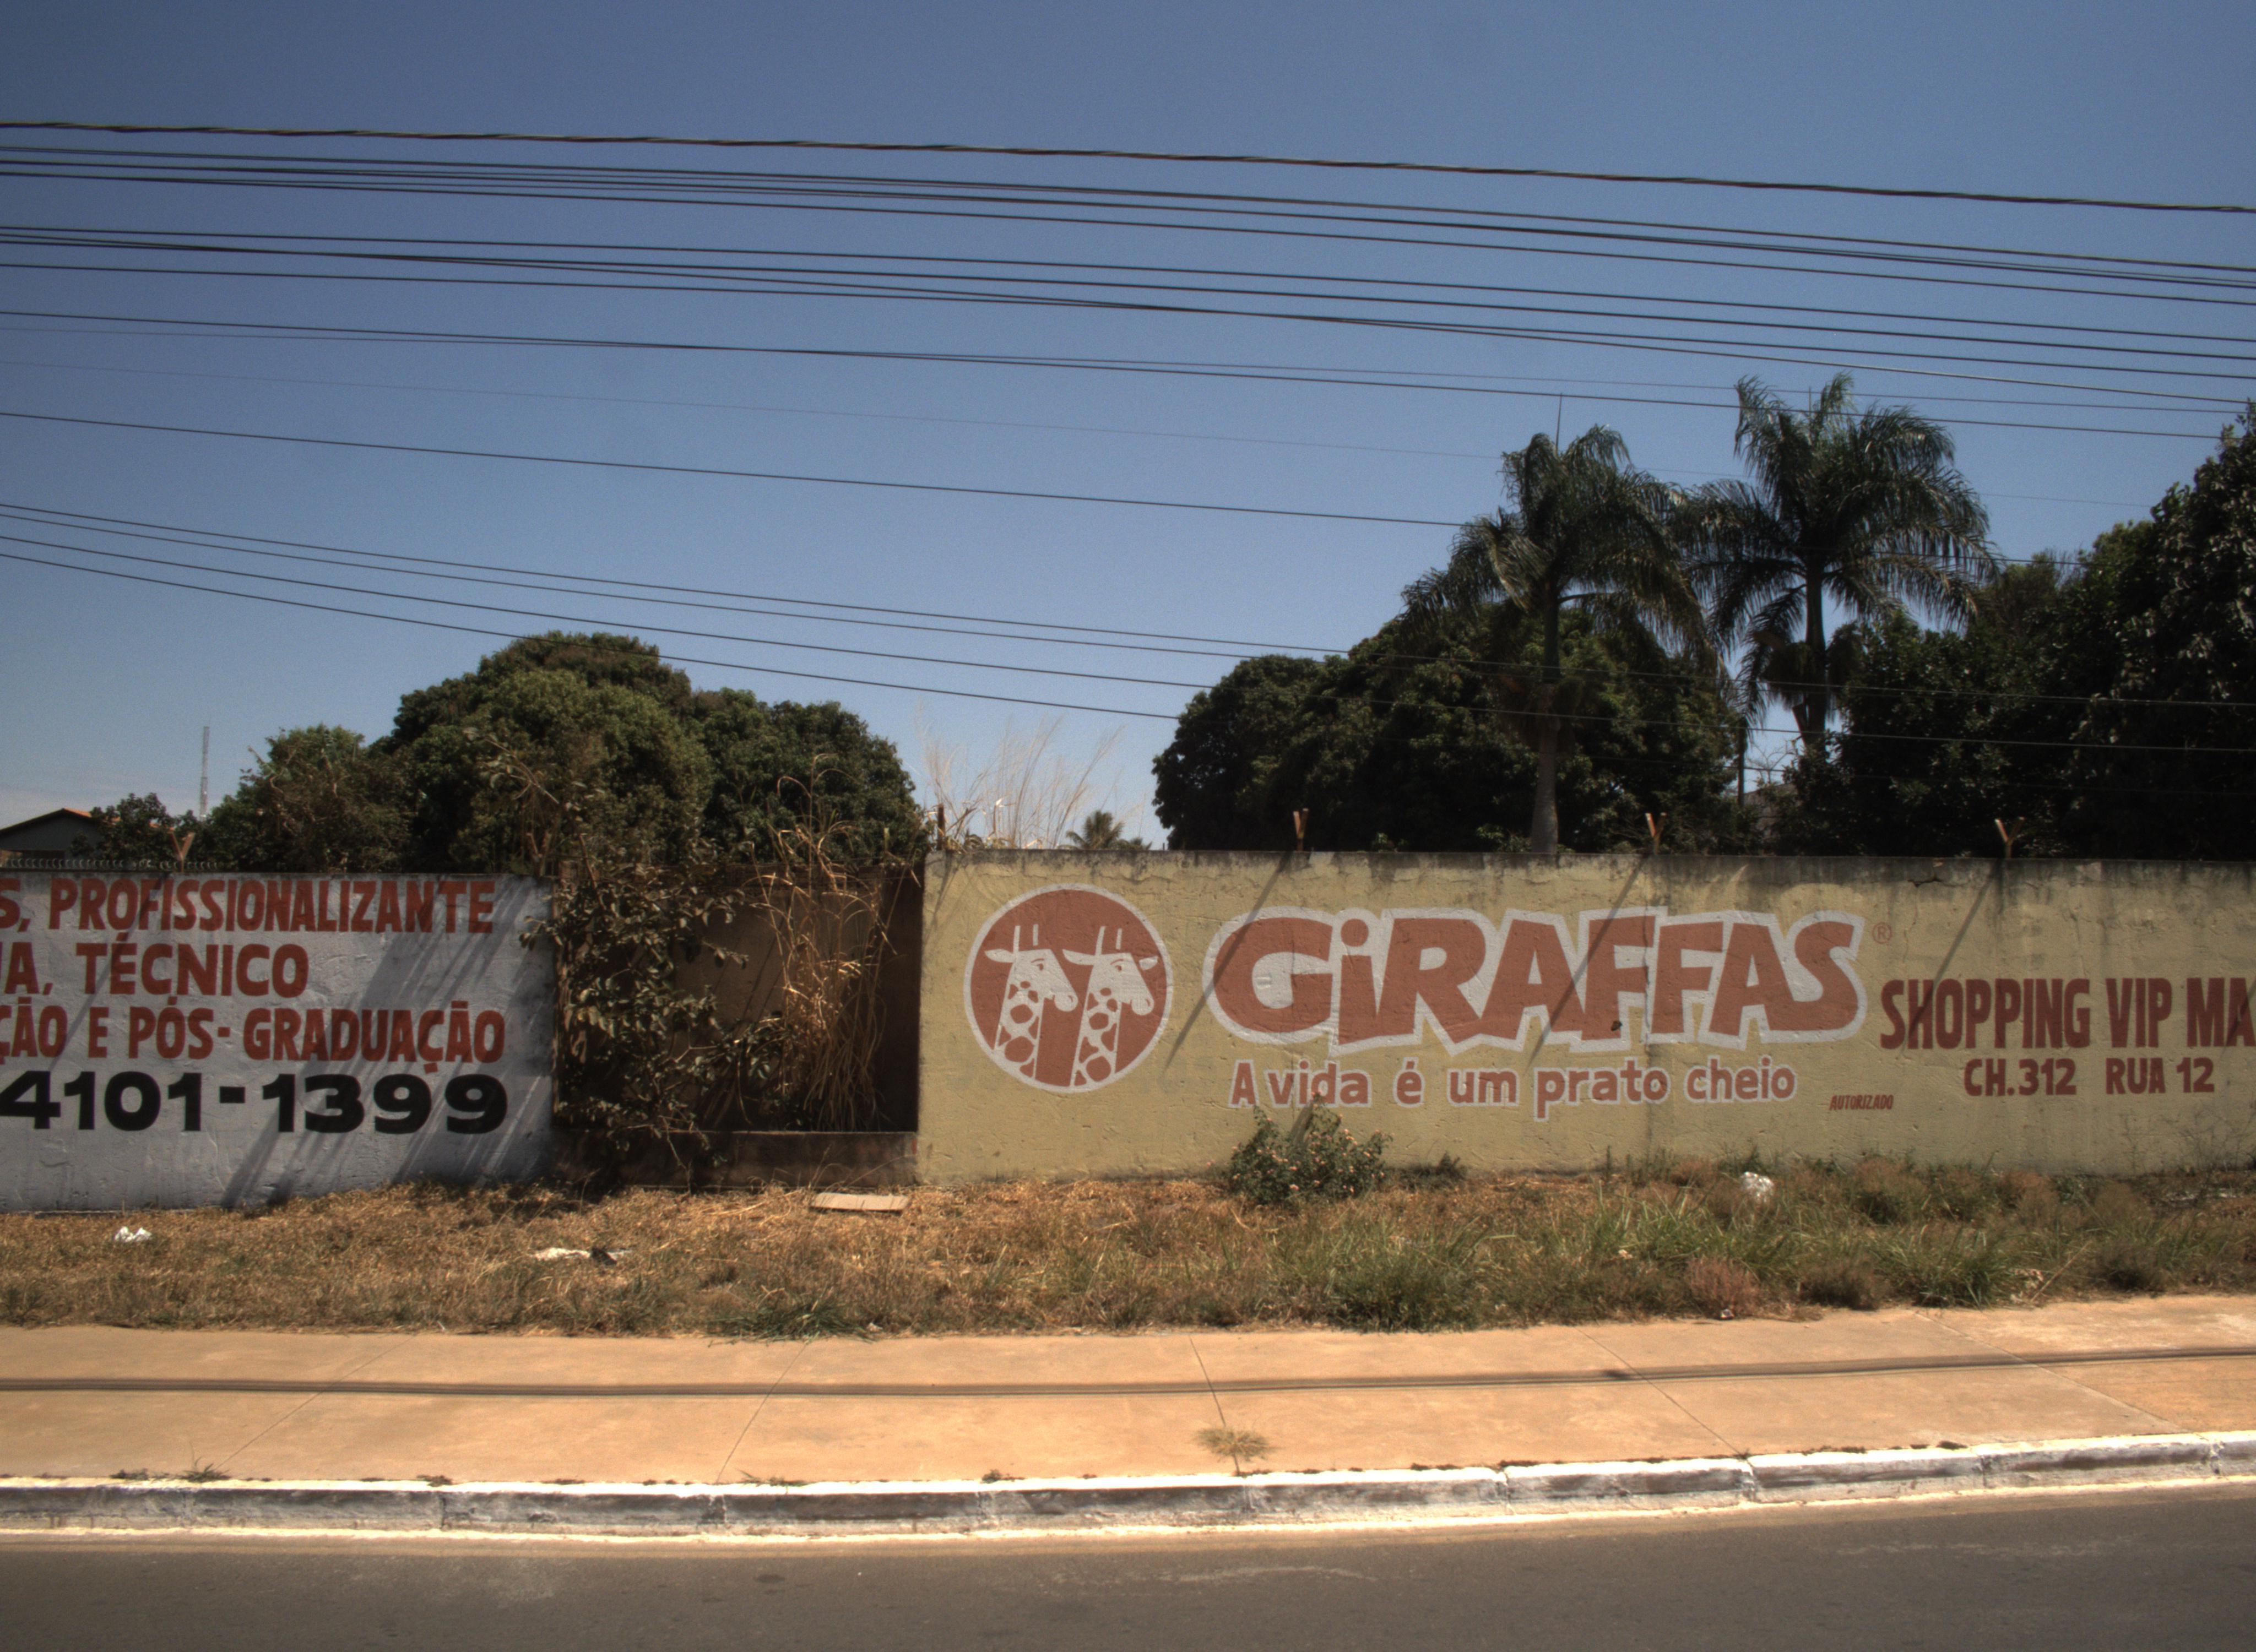 S, PROFISSIONALIZANTE
IA, TÉCNICO
ÇÃO E PÓS-GRADUAÇÃO
4101-1399
GiRAFFAS®
A vida é um prato cheio
AUTORIZADO
SHOPPING VIP MA
CH.312 RUA 12